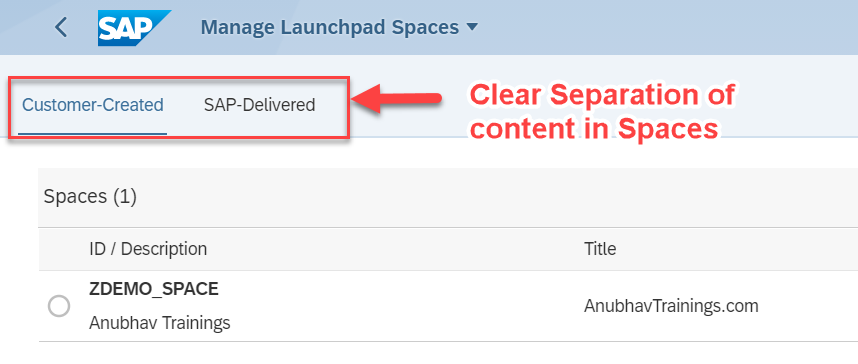 SAP Manage Launchpad Spaces
Customer-Created SAP-Delivered
Clear Separation of
content in Spaces
Spaces (1)
ID / Description Title
ZDEMO_SPACE
Anubhav Trainings
AnubhavTrainings.com